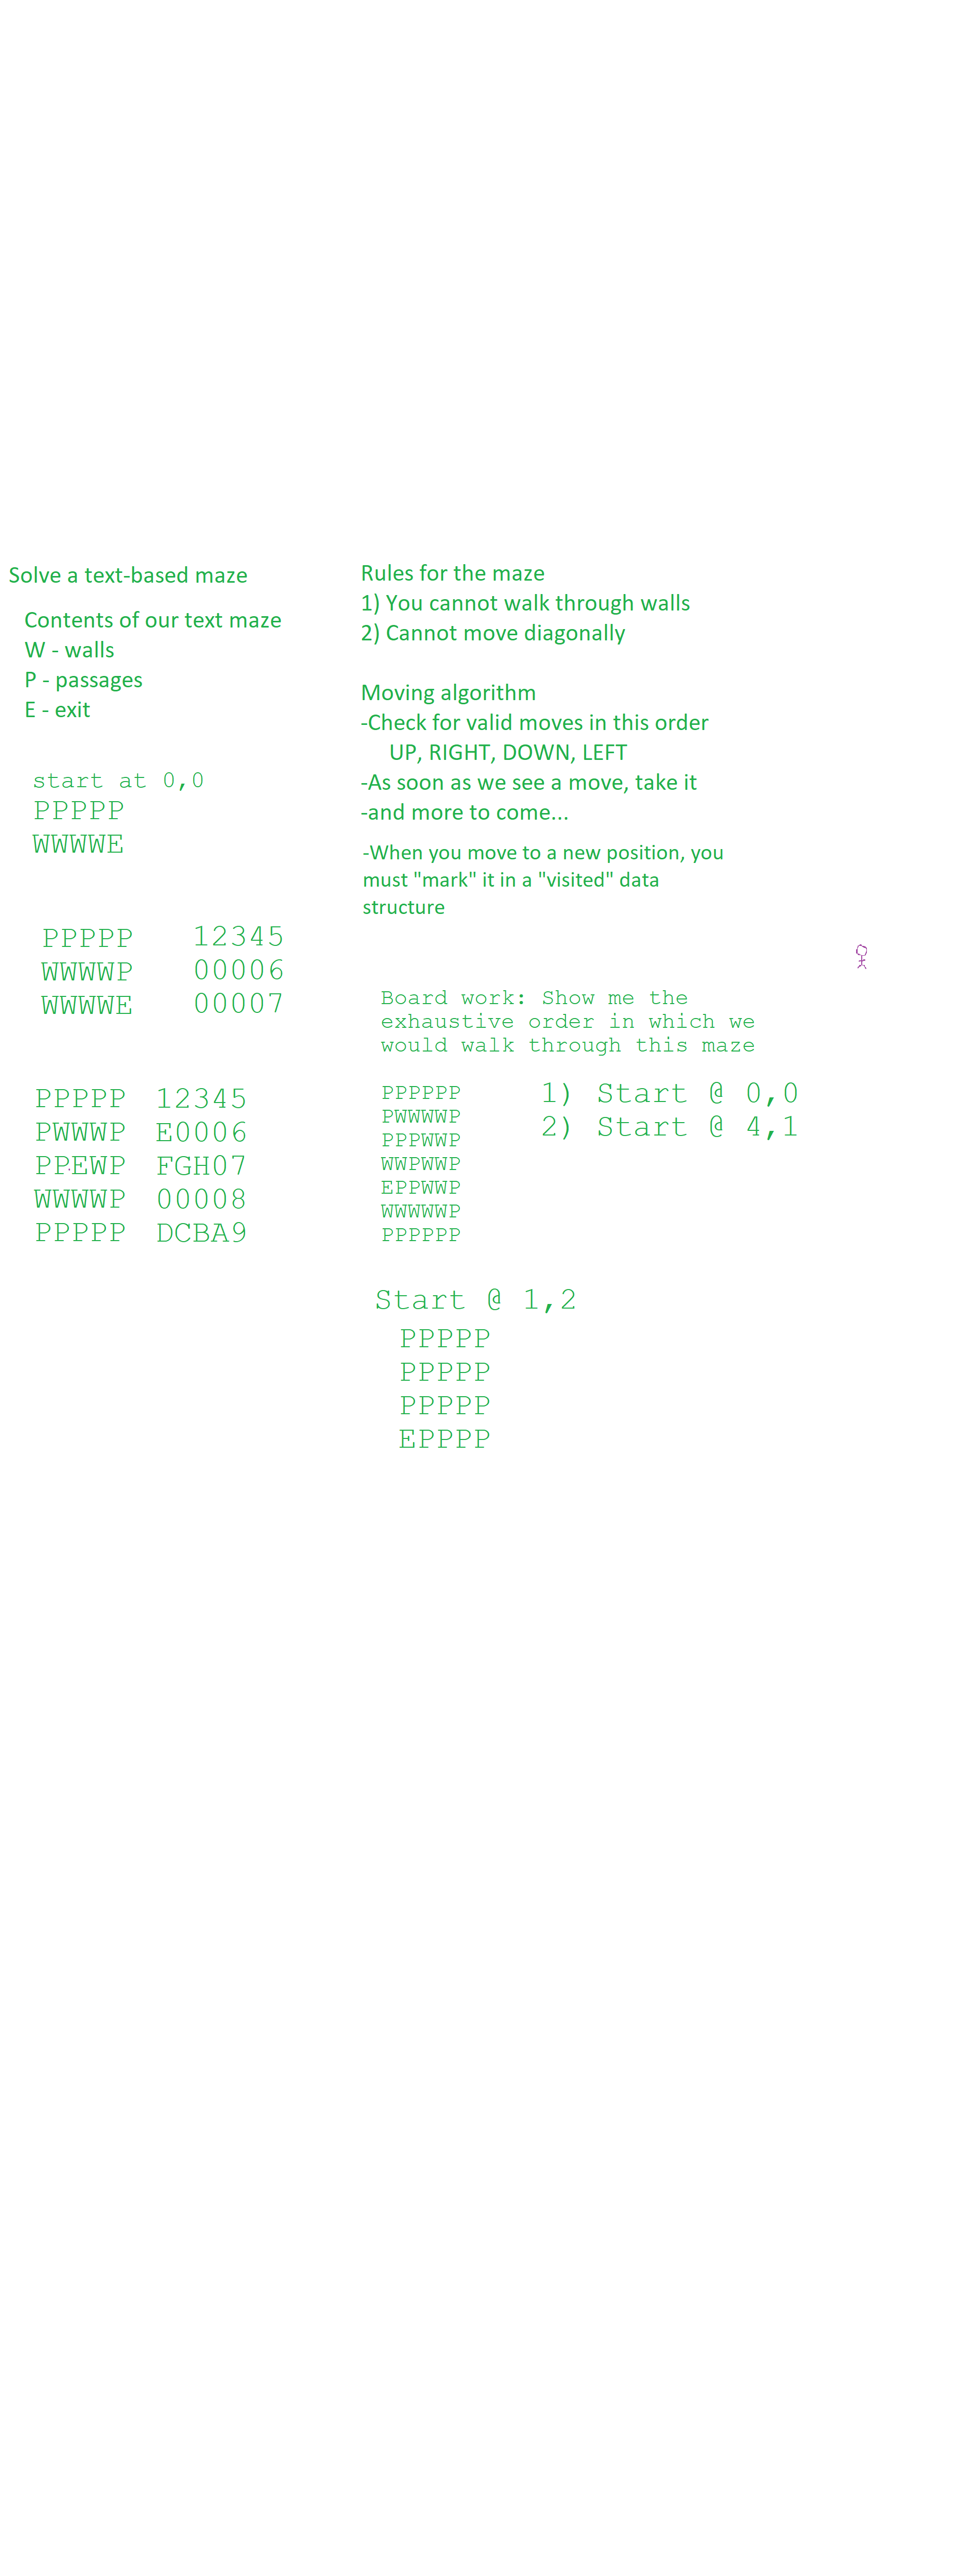 Solve a text-based maze
Contents of our text maze
W - walls
P - passages
E - exit
start at 0,0
PPPPP
WWWWE
PPPPP 12345
WWWWP 00006
WWWWE 00007
PPPPP 12345
PWWWP E0006
PPEWP FGH07
WWWWP 00008
PPPPP DCBA9
Rules for the maze
1) You cannot walk through walls
2) Cannot move diagonally
Moving algorithm
-Check for valid moves in this order
UP, RIGHT, DOWN, LEFT
-As soon as we see a move, take it
-and more to come...
-When you move to a new position, you
must "mark" it in a "visited" data
structure
Board work: Show me the
exhaustive order in which we
would walk through this maze
PPPPPP
PWWWWP
PPPWWP
WWPWWP
EPPWWP
WWWWWP
PPPPPP
1) Start @ 0,0
2) Start @ 4,1
Start @ 1,2
PPPPP
PPPPP
PPPPP
EPPPP